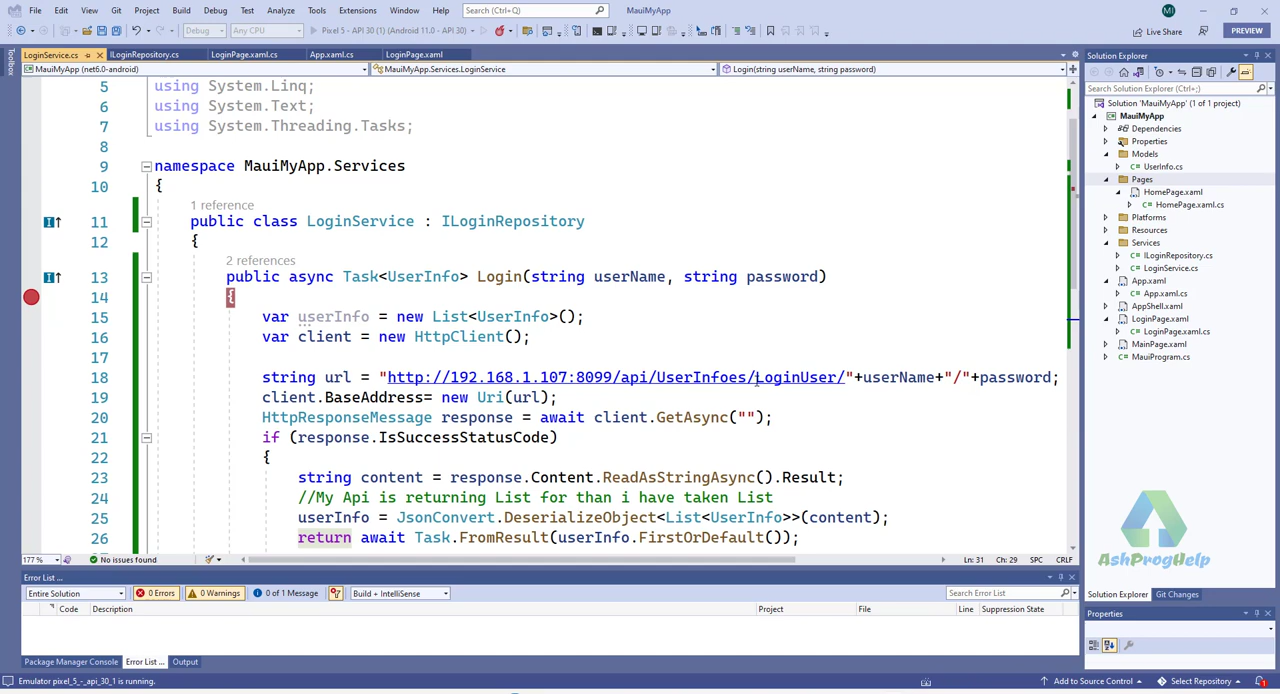 File Edit View Git Project Build Debug Test Analyze Tools Extensions Window Help Search (Ctrl+;) MauiMyApp MI
Debug Any CPU Pixel 5 - API 30 (Android 11.0 - API 30) Live Share PREVIEW
LoginService.cs ILoginRepository.cs LoginPage.xaml.cs App.xaml.cs LoginPage.xaml
MauiMyApp (net6.0-android) MauiMyApp.Services.LoginService Login(string userName, string password)
Toolbox
5 using System.Linq;
6 using System.Text;
7 using System.Threading.Tasks;
8
9 namespace MauiMyApp.Services
10 {
1 reference
11 public class LoginService : ILoginRepository
12 {
2 references
13 public async Task<UserInfo> Login(string userName, string password)
14 {
15 var userInfo = new List<UserInfo>();
16 var client = new HttpClient();
17
18 string url = "http://192.168.1.107:8099/api/UserInfoes/LoginUser/"+userName+"/"+password;
19 client.BaseAddress= new Uri(url);
20 HttpResponseMessage response = await client.GetAsync("");
21 if (response.IsSuccessStatusCode)
22 {
23 string content = response.Content.ReadAsStringAsync().Result;
24 //My Api is returning List for than i have taken List
25 userInfo = JsonConvert.DeserializeObject<List<UserInfo>>(content);
26 return await Task.FromResult(userInfo.FirstOrDefault());
177 % No issues found Ln: 31 Ch: 29 SPC CRLF
Error List ...
Entire Solution 0 Errors 0 Warnings 0 of 1 Message Build + IntelliSense Search Error List
Code Description Project File Line Suppression State
Package Manager Console Error List ... Output
Emulator pixel_5_-_api_30_1 is running. Add to Source Control Select Repository 1
Solution Explorer
Search Solution Explorer (Ctrl+;)
Solution 'MauiMyApp' (1 of 1 project)
MauiMyApp
Dependencies
Properties
Models
C# UserInfo.cs
Pages
HomePage.xaml
C# HomePage.xaml.cs
Platforms
Resources
Services
C# ILoginRepository.cs
C# LoginService.cs
App.xaml
C# App.xaml.cs
AppShell.xaml
LoginPage.xaml
C# LoginPage.xaml.cs
MainPage.xaml
C# MauiProgram.cs
AshProgHelp
Solution Explorer Git Changes
Properties